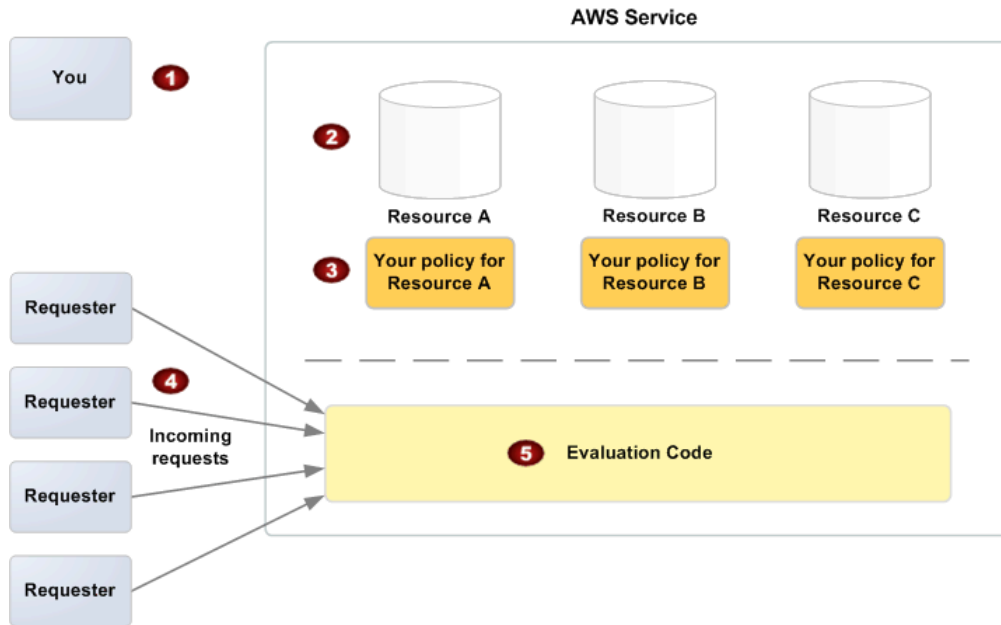 AWS Service
You
1
2
Resource A
Resource B
Resource C
3
Your policy for
Resource A
Your policy for
Resource B
Your policy for
Resource C
Requester
4
Requester
Incoming
requests
5
Evaluation Code
Requester
Requester